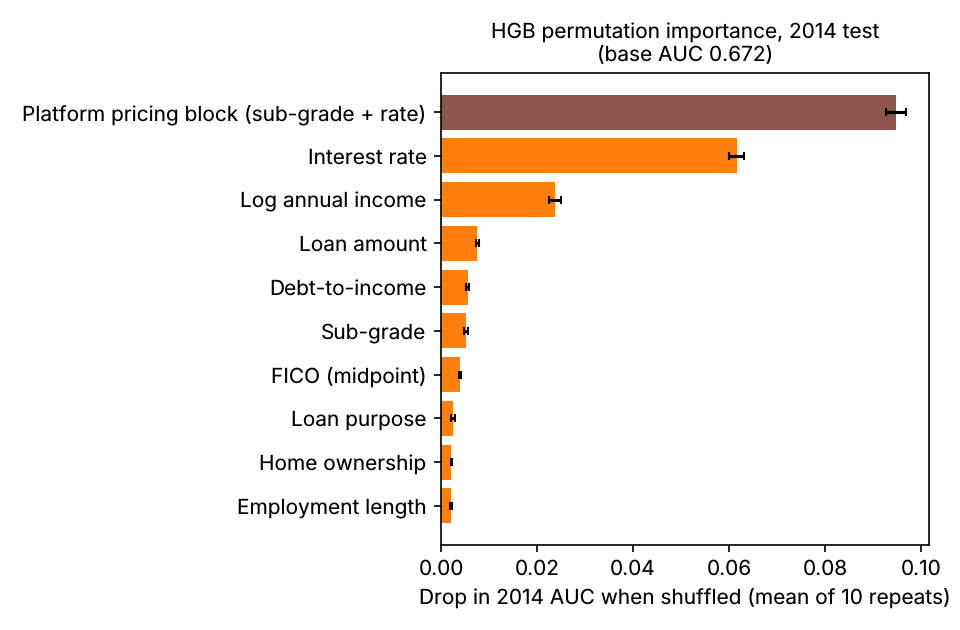 HGB permutation importance, 2014 test
(base AUC 0.672)
Platform pricing block (sub-grade + rate)
Interest rate
Log annual income
Loan amount
Debt-to-income
Sub-grade
FICO (midpoint)
Loan purpose
Home ownership
Employment length
0.00 0.02 0.04 0.06 0.08 0.10
Drop in 2014 AUC when shuffled (mean of 10 repeats)